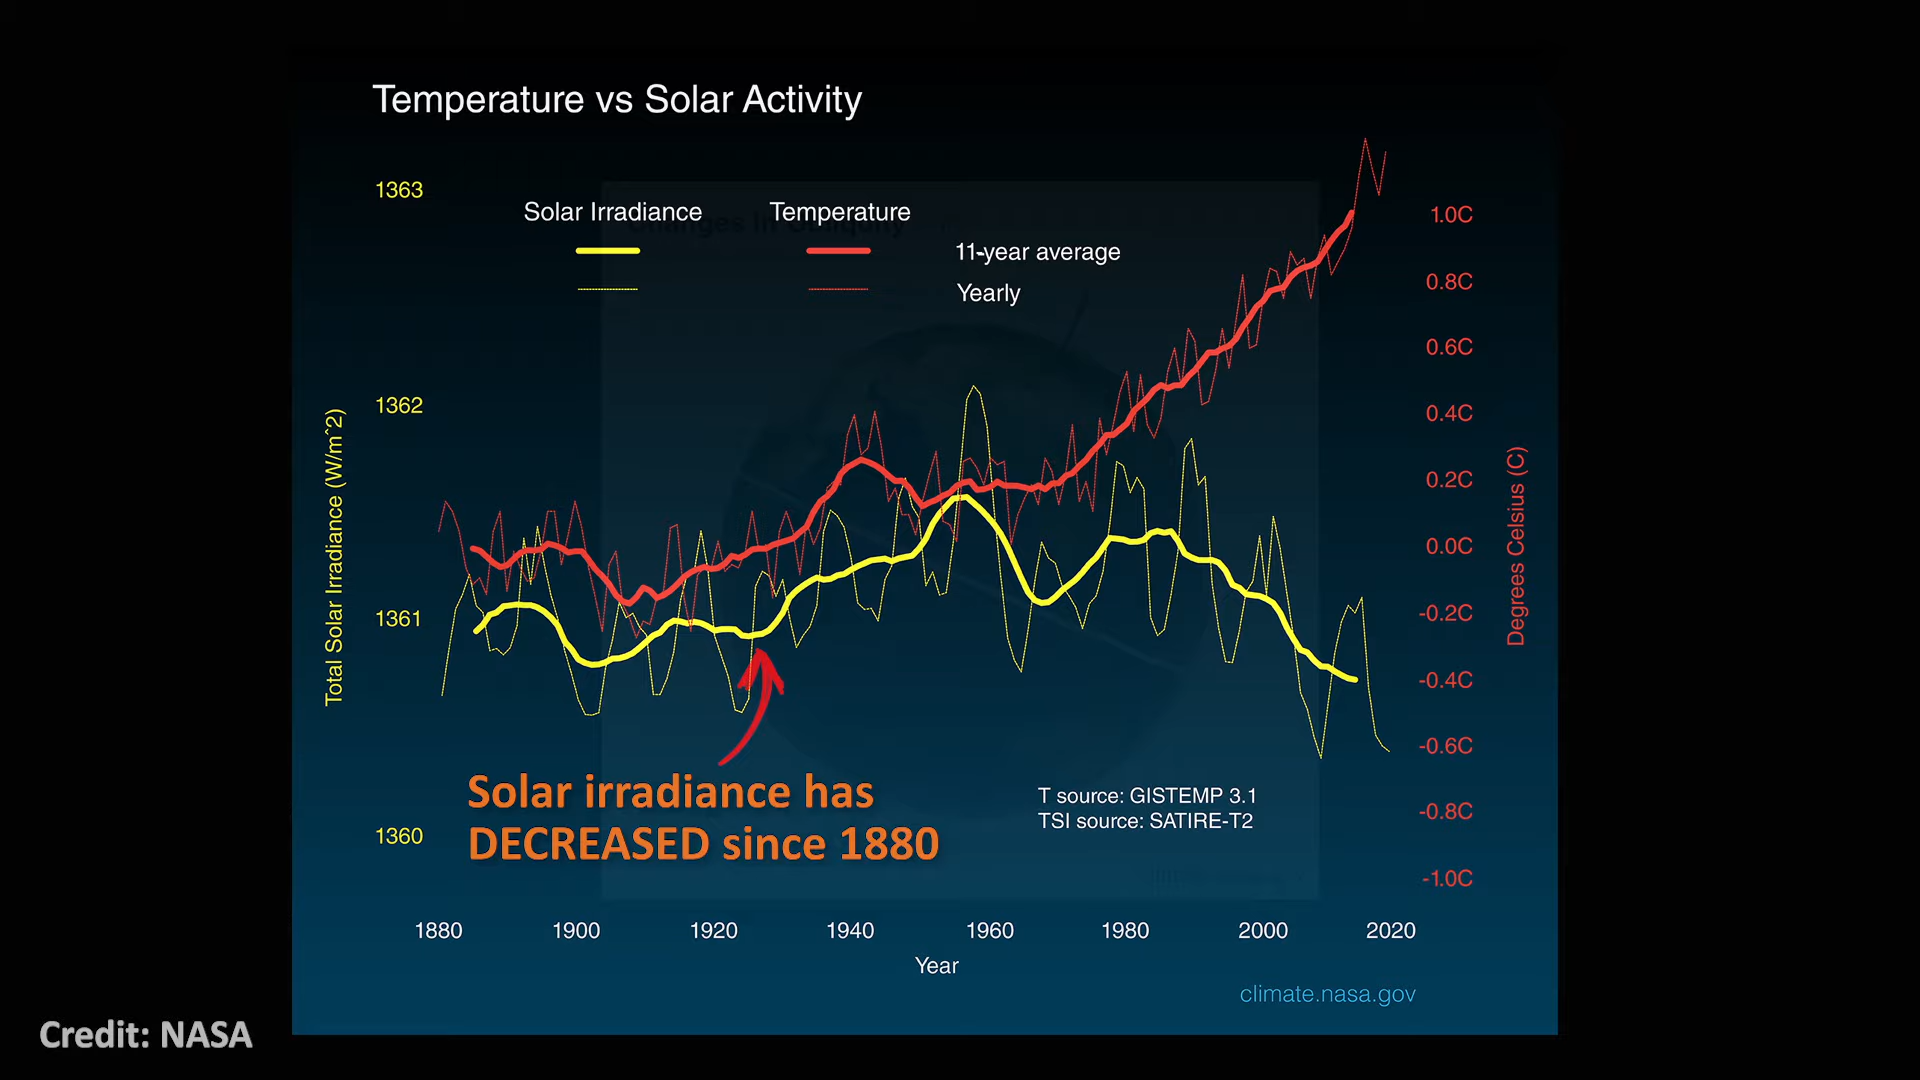 Temperature vs Solar Activity
1363
Solar Irradiance
Temperature
1.0C
11-year average
0.8C
Yearly
0.6C
1362
0.4C
Total Solar Irradiance (W/m^2)
Degrees Celsius (C)
0.2C
0.0C
1361
-0.2C
-0.4C
-0.6C
Solar irradiance has
DECREASED since 1880
T source: GISTEMP 3.1
TSI source: SATIRE-T2
-0.8C
1360
-1.0C
1880 1900 1920 1940 1960 1980 2000 2020
Year
climate.nasa.gov
Credit: NASA